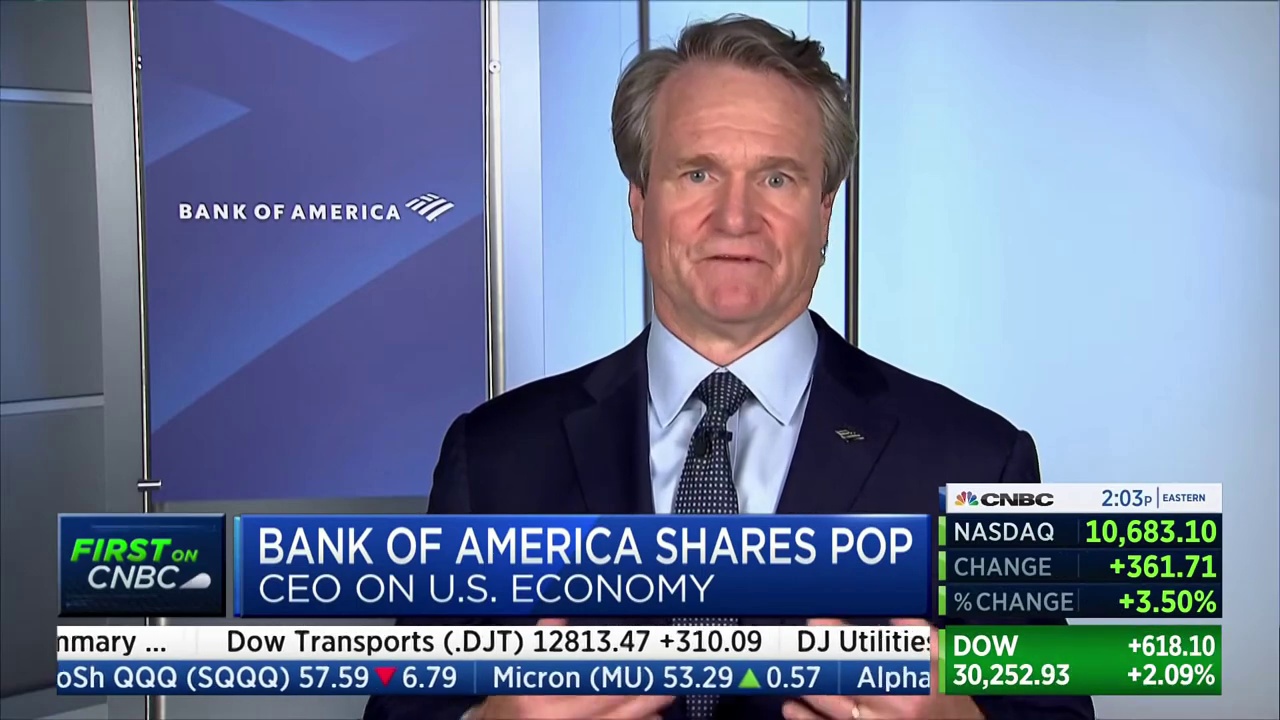 BANK OF AMERICA
CNBC 2:03P EASTERN
NASDAQ 10,683.10
CHANGE +361.71
% CHANGE +3.50%
FIRST ON
CNBC
BANK OF AMERICA SHARES POP
CEO ON U.S. ECONOMY
DOW +618.10
30,252.93 +2.09%
nmary ... Dow Transports (.DJT) 12813.47 +310.09 DJ Utilities
oSh QQQ (SQQQ) 57.59 ▼ 6.79 Micron (MU) 53.29 ▲ 0.57 Alpha